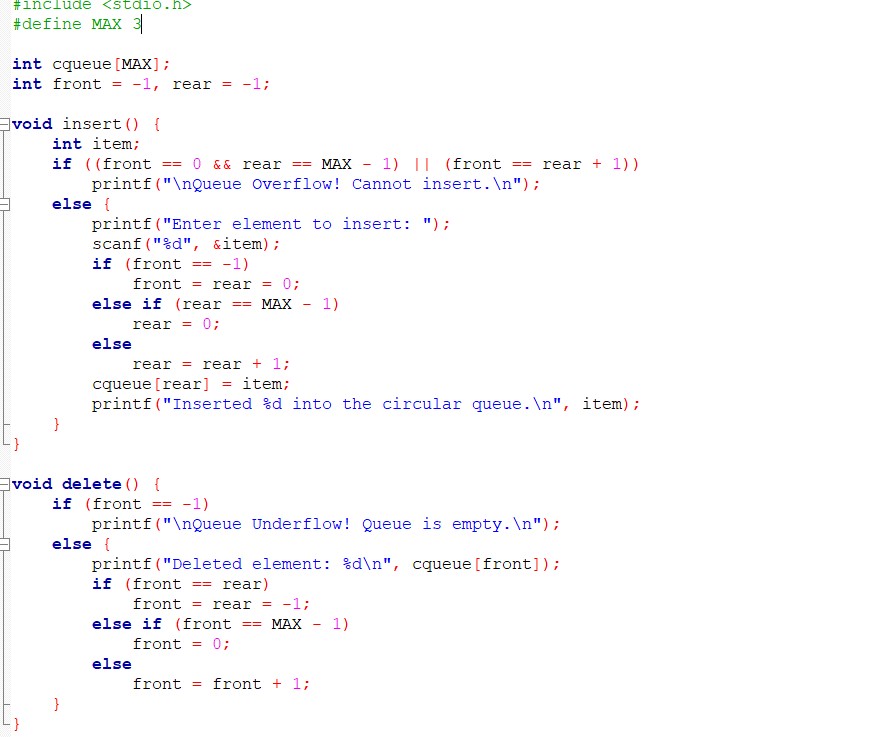 #include <stdio.h>
#define MAX 3

int cqueue[MAX];
int front = -1, rear = -1;

void insert() {
    int item;
    if ((front == 0 && rear == MAX - 1) || (front == rear + 1))
        printf("\nQueue Overflow! Cannot insert.\n");
    else {
        printf("Enter element to insert: ");
        scanf("%d", &item);
        if (front == -1)
            front = rear = 0;
        else if (rear == MAX - 1)
            rear = 0;
        else
            rear = rear + 1;
        cqueue[rear] = item;
        printf("Inserted %d into the circular queue.\n", item);
    }
}

void delete() {
    if (front == -1)
        printf("\nQueue Underflow! Queue is empty.\n");
    else {
        printf("Deleted element: %d\n", cqueue[front]);
        if (front == rear)
            front = rear = -1;
        else if (front == MAX - 1)
            front = 0;
        else
            front = front + 1;
    }
}